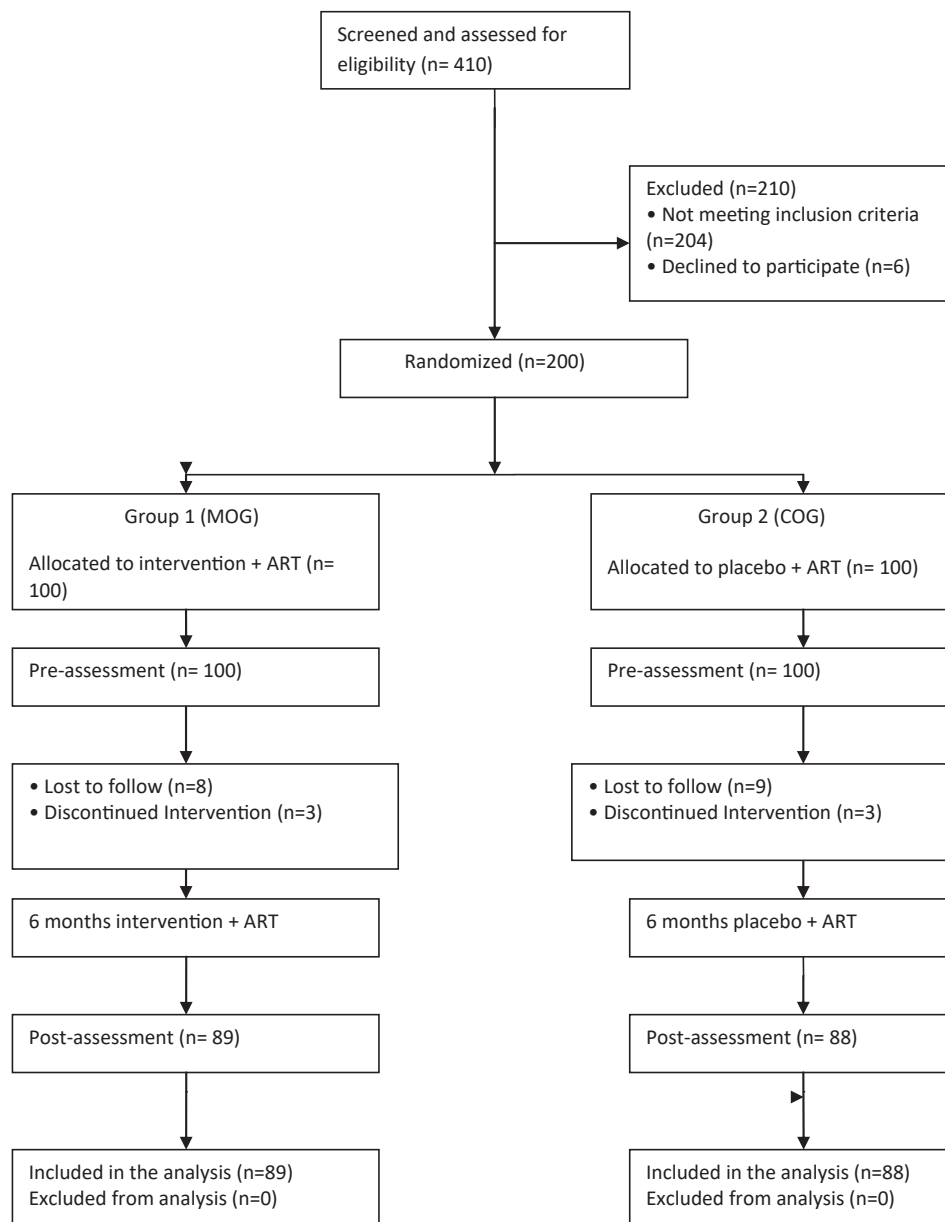 Screened and assessed for
eligibility (n= 410)
Excluded (n=210)
• Not meeting inclusion criteria
(n=204)
• Declined to participate (n=6)
Randomized (n=200)
Group 1 (MOG)
Allocated to intervention + ART (n=
100)
Group 2 (COG)
Allocated to placebo + ART (n= 100)
Pre-assessment (n= 100)
Pre-assessment (n= 100)
• Lost to follow (n=8)
• Discontinued Intervention (n=3)
• Lost to follow (n=9)
• Discontinued Intervention (n=3)
6 months intervention + ART
6 months placebo + ART
Post-assessment (n= 89)
Post-assessment (n= 88)
Included in the analysis (n=89)
Excluded from analysis (n=0)
Included in the analysis (n=88)
Excluded from analysis (n=0)